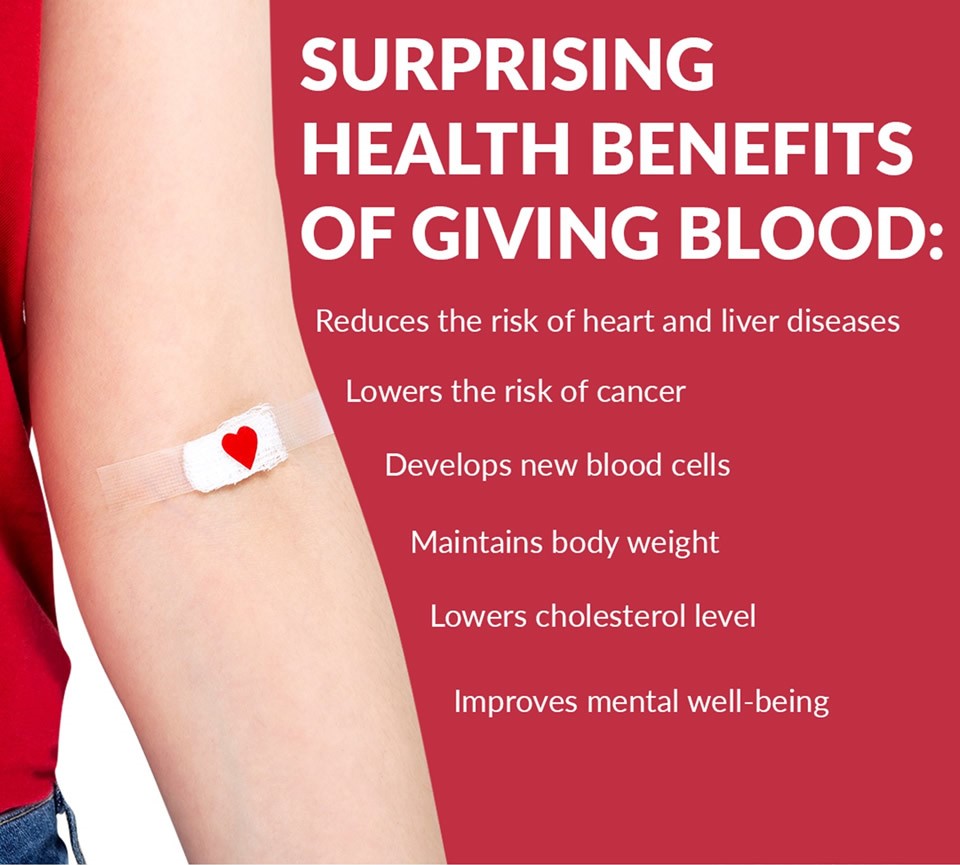 SURPRISING
HEALTH BENEFITS
OF GIVING BLOOD:
Reduces the risk of heart and liver diseases
Lowers the risk of cancer
Develops new blood cells
Maintains body weight
Lowers cholesterol level
Improves mental well-being